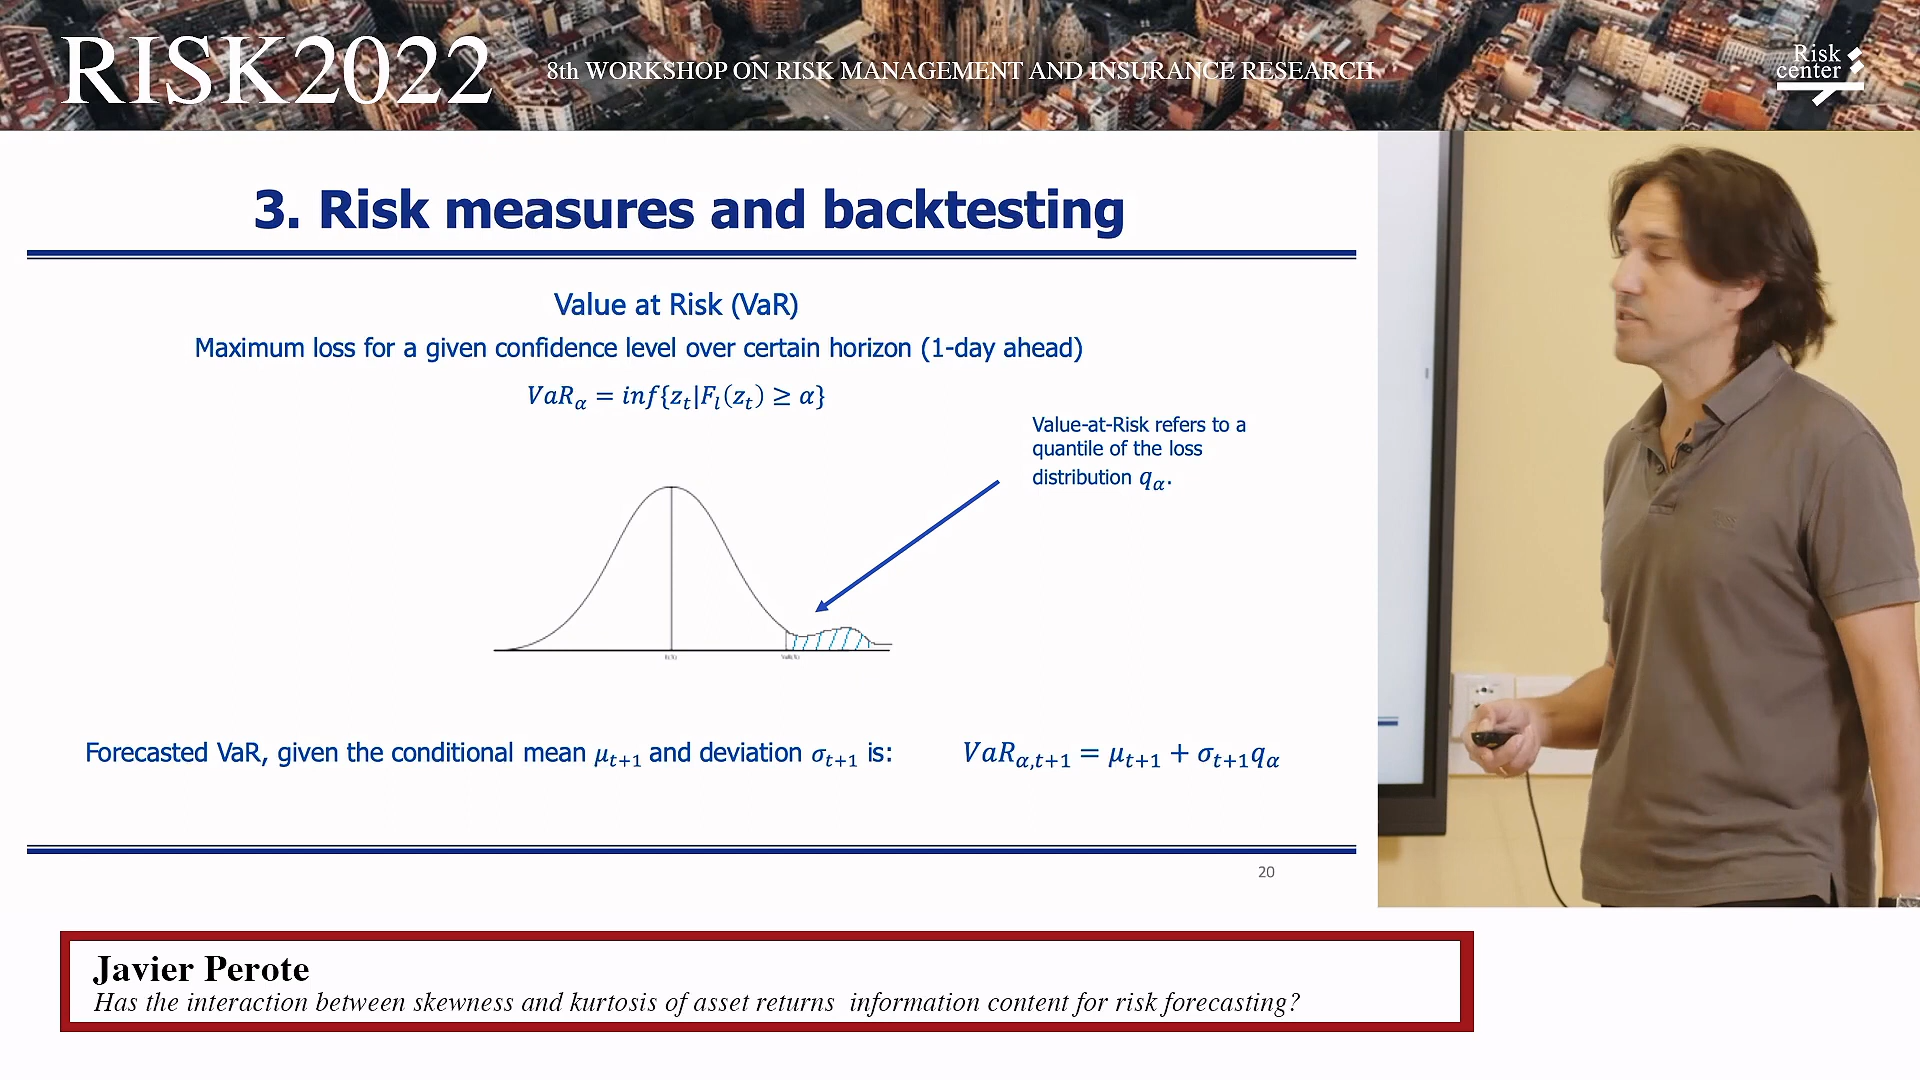 RISK2022
8th WORKSHOP ON RISK MANAGEMENT AND INSURANCE RESEARCH
Risk
center
3. Risk measures and backtesting
Value at Risk (VaR)
Maximum loss for a given confidence level over certain horizon (1-day ahead)
𝑉𝑎𝑅_𝛼 = 𝑖𝑛𝑓{𝑧_𝑡|𝐹_𝑙(𝑧_𝑡) ≥ 𝛼}
Value-at-Risk refers to a
quantile of the loss
distribution 𝑞_𝛼.
Forecasted VaR, given the conditional mean 𝜇_{𝑡+1} and deviation 𝜎_{𝑡+1} is: 𝑉𝑎𝑅_{𝛼,𝑡+1} = 𝜇_{𝑡+1} + 𝜎_{𝑡+1}𝑞_𝛼
20
Javier Perote
Has the interaction between skewness and kurtosis of asset returns information content for risk forecasting?